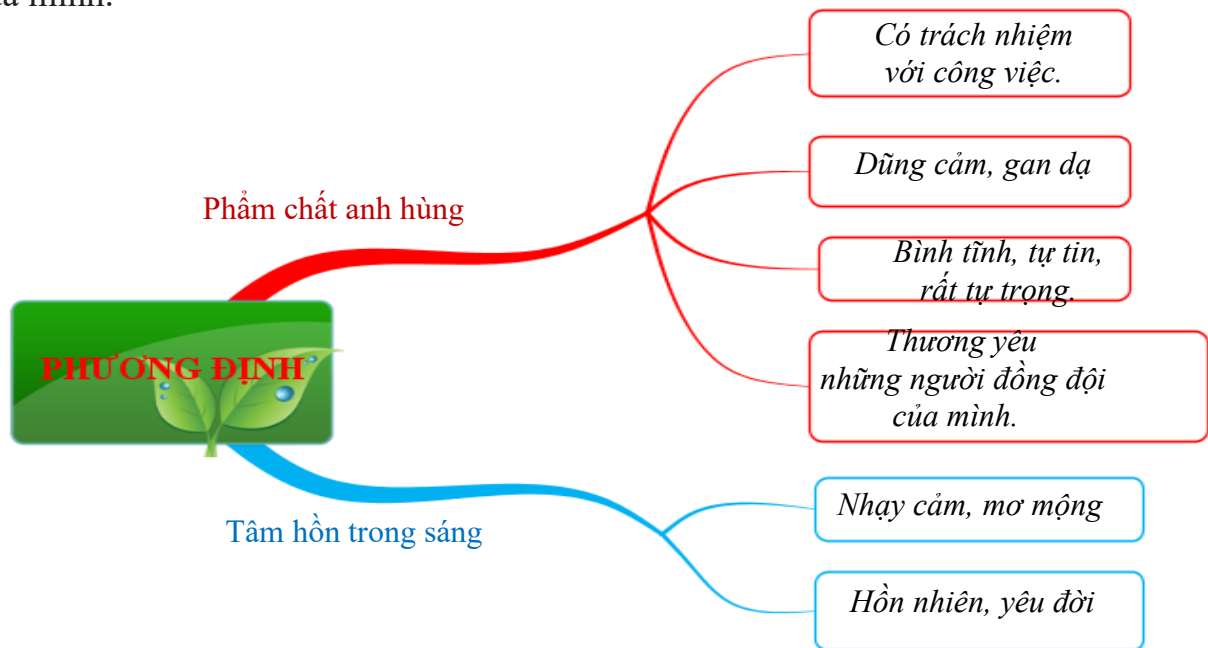 mình.
Có trách nhiệm
với công việc.
Dũng cảm, gan dạ
Phẩm chất anh hùng
Bình tĩnh, tự tin,
rất tự trọng.
PHƯƠNG ĐỊNH
Thương yêu
những người đồng đội
của mình.
Nhạy cảm, mơ mộng
Tâm hồn trong sáng
Hồn nhiên, yêu đời